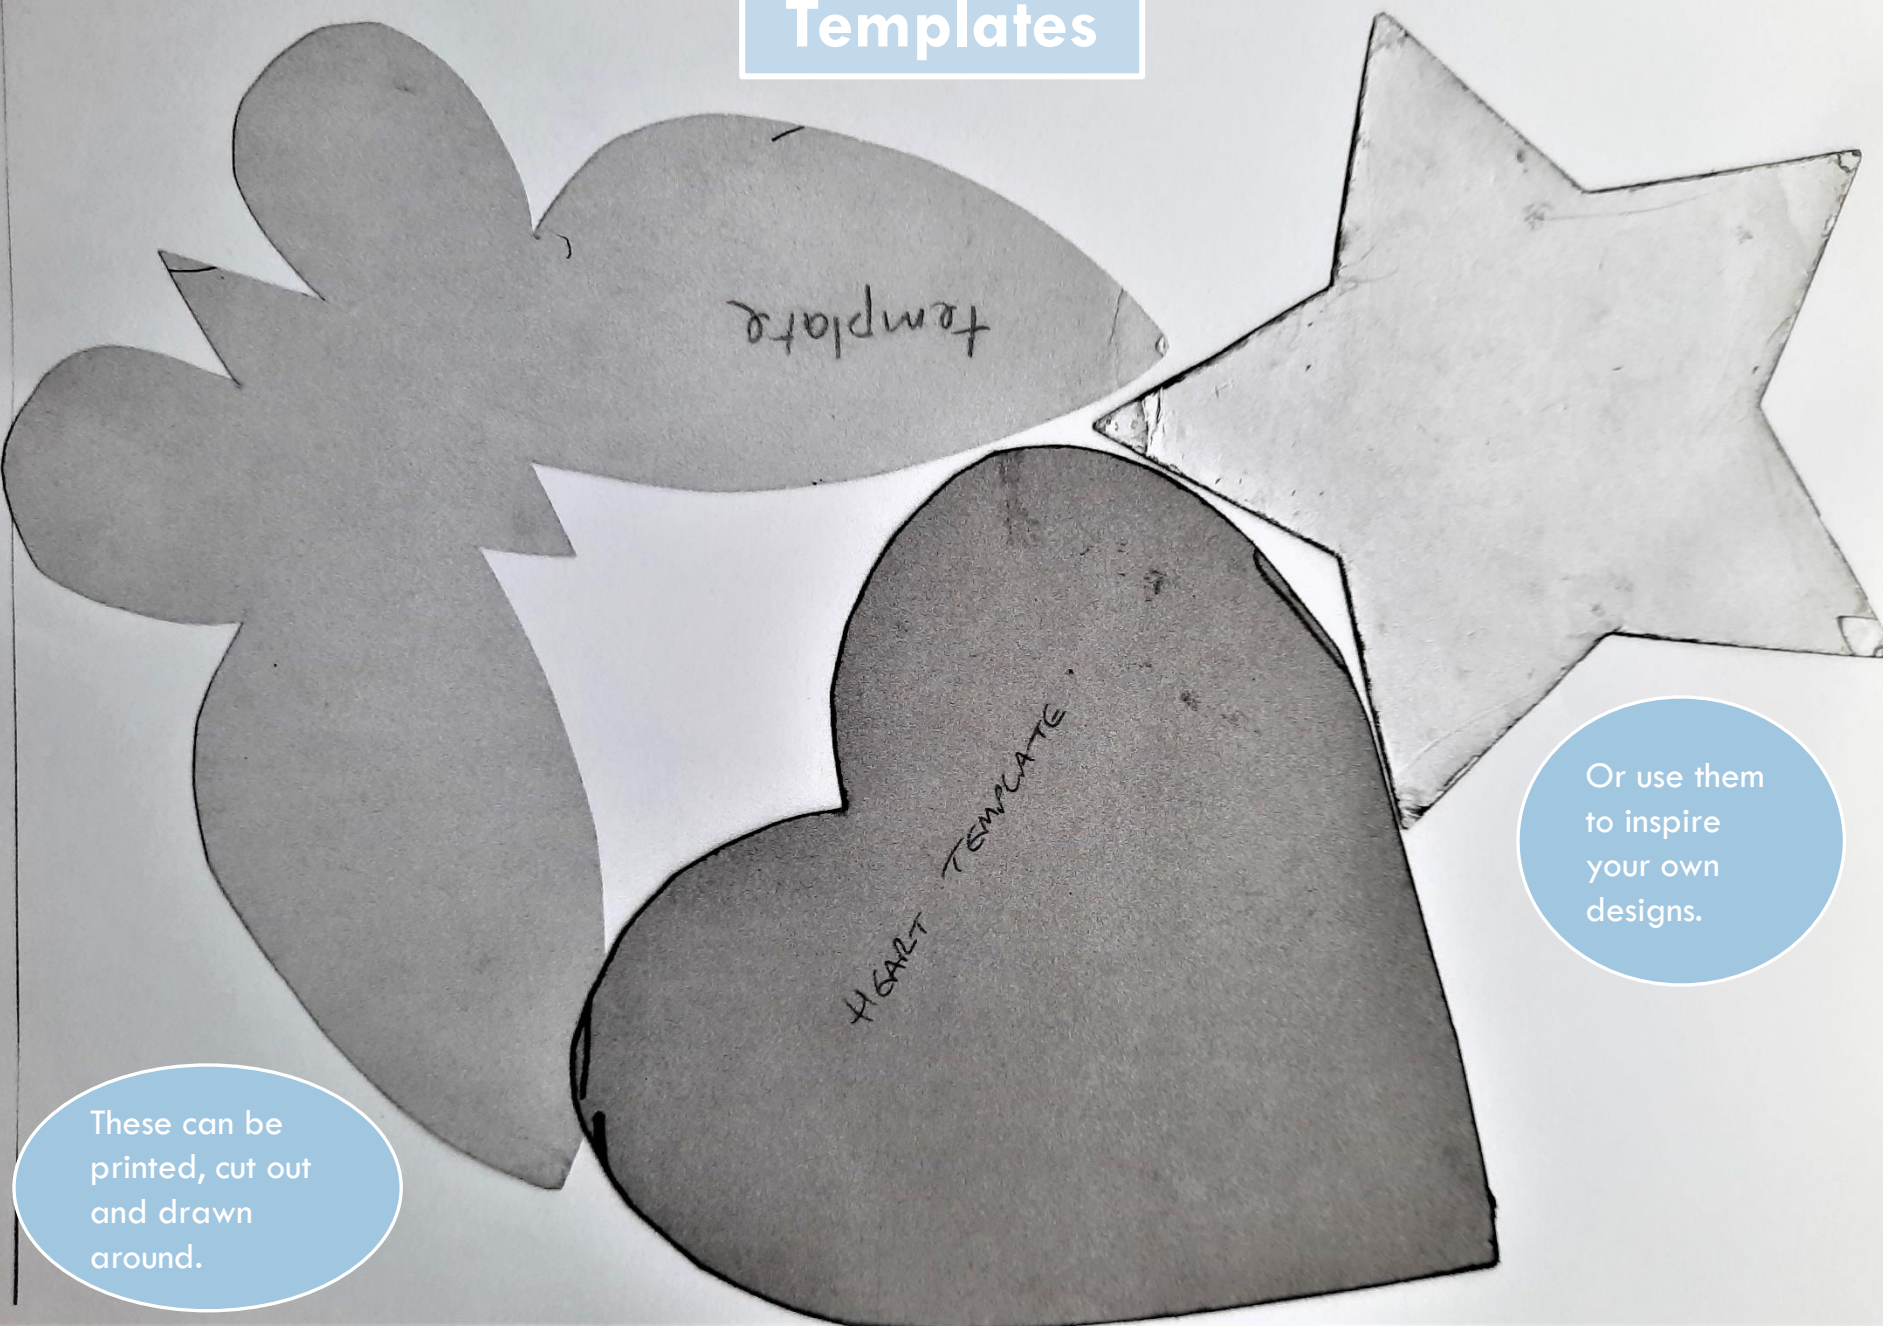 Templates
template
HEART TEMPLATE
Or use them
to inspire
your own
designs.
These can be
printed, cut out
and drawn
around.